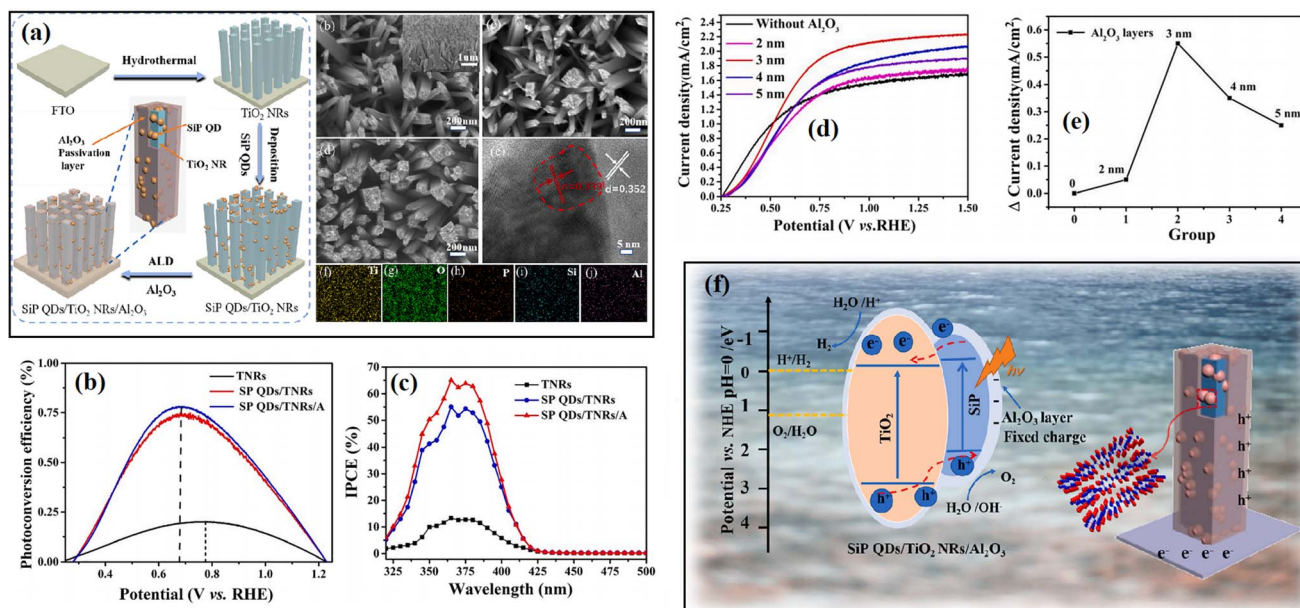 (a)
Hydrothermal
FTO
TiO₂ NRs
SiP QD
Al₂O₃
Passivation
layer
TiO₂ NR
Deposition
SiP QDs
ALD
Al₂O₃
SiP QDs/TiO₂ NRs/Al₂O₃
SiP QDs/TiO₂ NRs
(b)
1um
200nm
(c)
200nm
(d)
200nm
(e)
d=0.352
5 nm
(f) Ti
(g) O
(h) P
(i) Si
(j) Al
Current density(mA/cm²)
2.4
2.2
2.0
1.8
1.6
1.4
1.2
1.0
0.8
0.6
0.4
0.2
0.0
Without Al₂O₃
2 nm
3 nm
4 nm
5 nm
(d)
0.25 0.50 0.75 1.00 1.25 1.50
Potential (V vs.RHE)
Δ Current density(mA/cm²)
0.6
0.5
0.4
0.3
0.2
0.1
0.0
Al₂O₃ layers
3 nm
4 nm
5 nm
2 nm
0
(e)
0 1 2 3 4
Group
Photoconversion efficiency (%)
1.00
0.75
0.50
0.25
0.00
TNRs
SP QDs/TNRs
SP QDs/TNRs/A
(b)
0.4 0.6 0.8 1.0 1.2
Potential (V vs. RHE)
IPCE (%)
80
70
60
50
40
30
20
10
0
TNRs
SP QDs/TNRs
SP QDs/TNRs/A
(c)
325 350 375 400 425 450 475 500
Wavelength (nm)
(f)
Potential vs. NHE pH=0 /eV
-1
0
1
2
3
4
H₂O /H⁺
H₂
H⁺/H₂
O₂/H₂O
e⁻ e⁻ e⁻
TiO₂
SiP
hν
Al₂O₃ layer
Fixed charge
h⁺ h⁺ h⁺
O₂
H₂O /OH⁻
SiP QDs/TiO₂ NRs/Al₂O₃
h⁺
h⁺
h⁺
h⁺
e⁻ e⁻ e⁻ e⁻